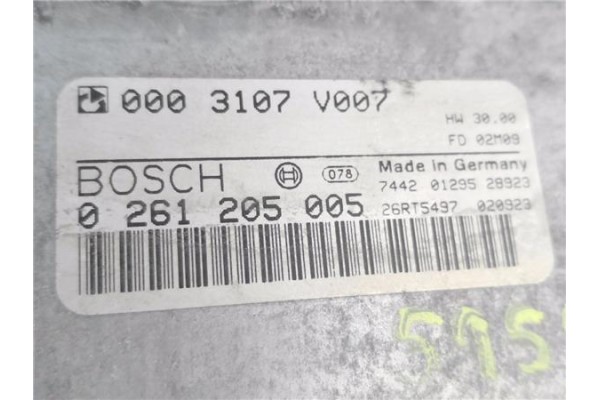 000 3107 V007
HW 30.00
FD 02M09
BOSCH 078 Made in Germany
7442 01295 28923
0 261 205 005 26RT5497 020923